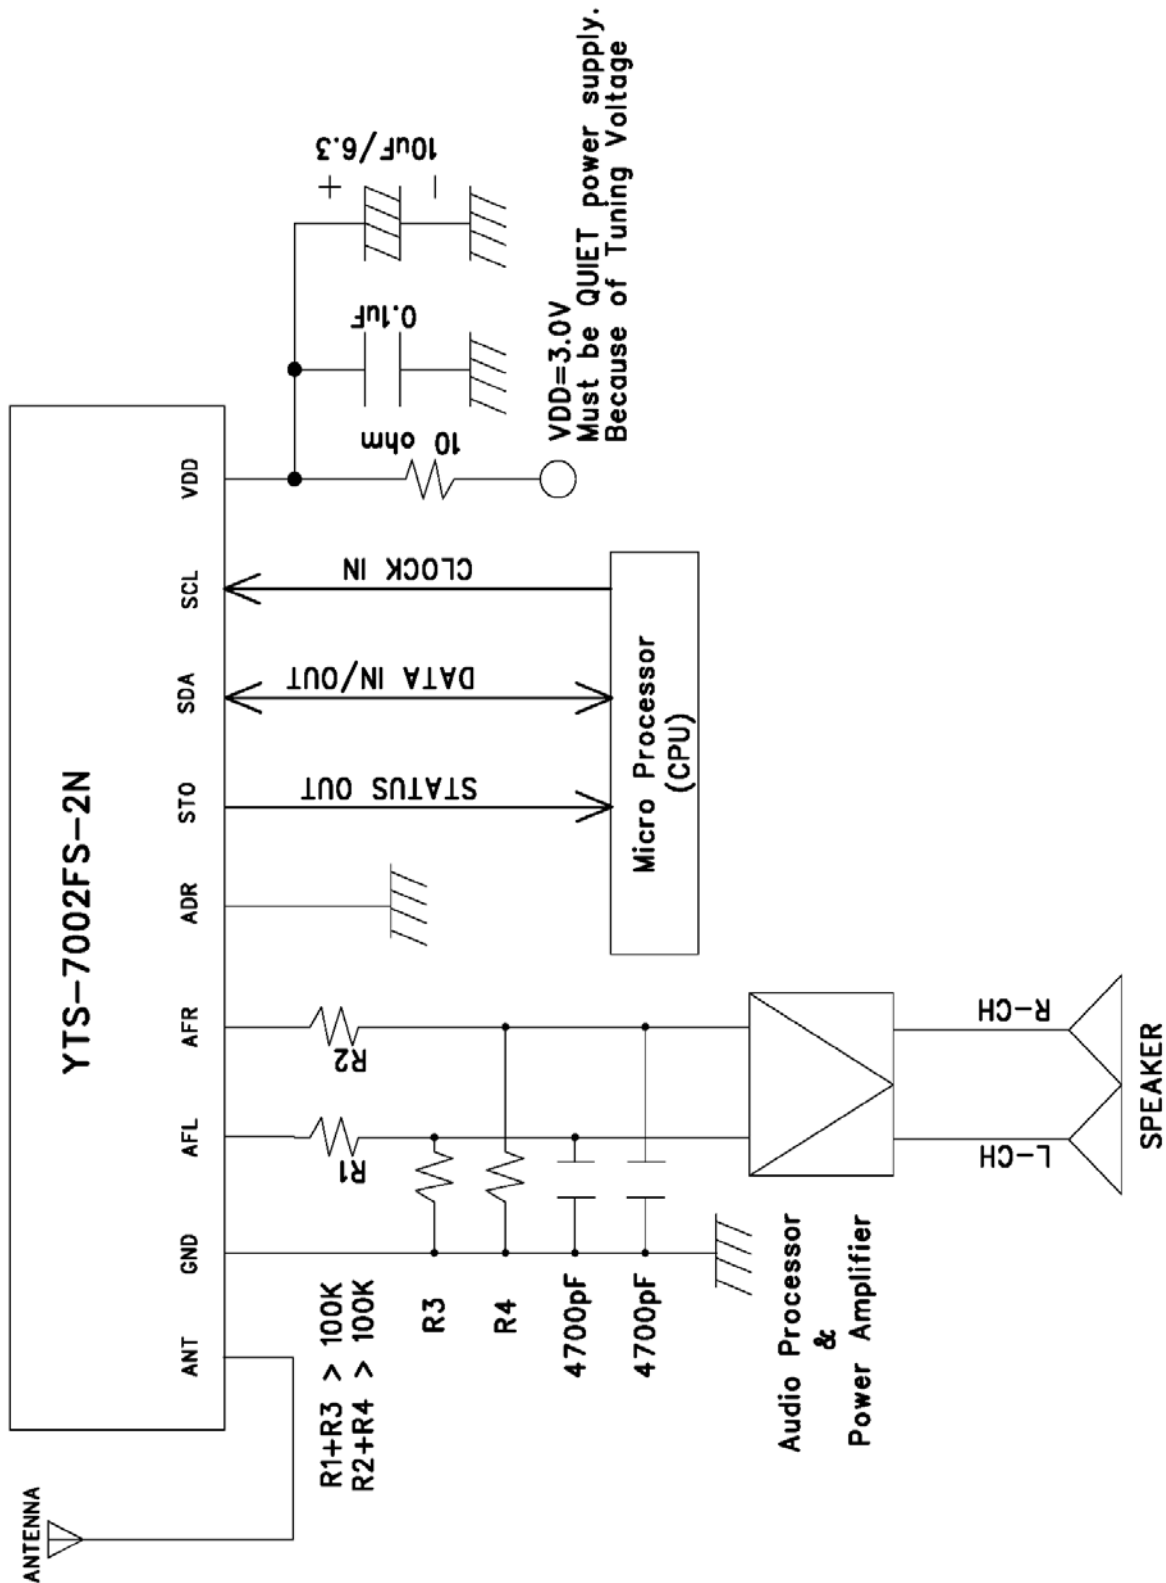 ANTENNA
YTS-7002FS-2N
ANT
GND
AFL
AFR
ADR
STO
SDA
SCL
VDD
R1+R3 > 100K
R2+R4 > 100K
R1
R2
R3
R4
4700pF
4700pF
STATUS OUT
DATA IN/OUT
CLOCK IN
10 ohm
0.1uF
+
10uF/6.3
-
VDD=3.0V
Must be QUIET power supply.
Because of Tuning Voltage
Micro Processor
(CPU)
Audio Processor
&
Power Amplifier
L-CH
R-CH
SPEAKER